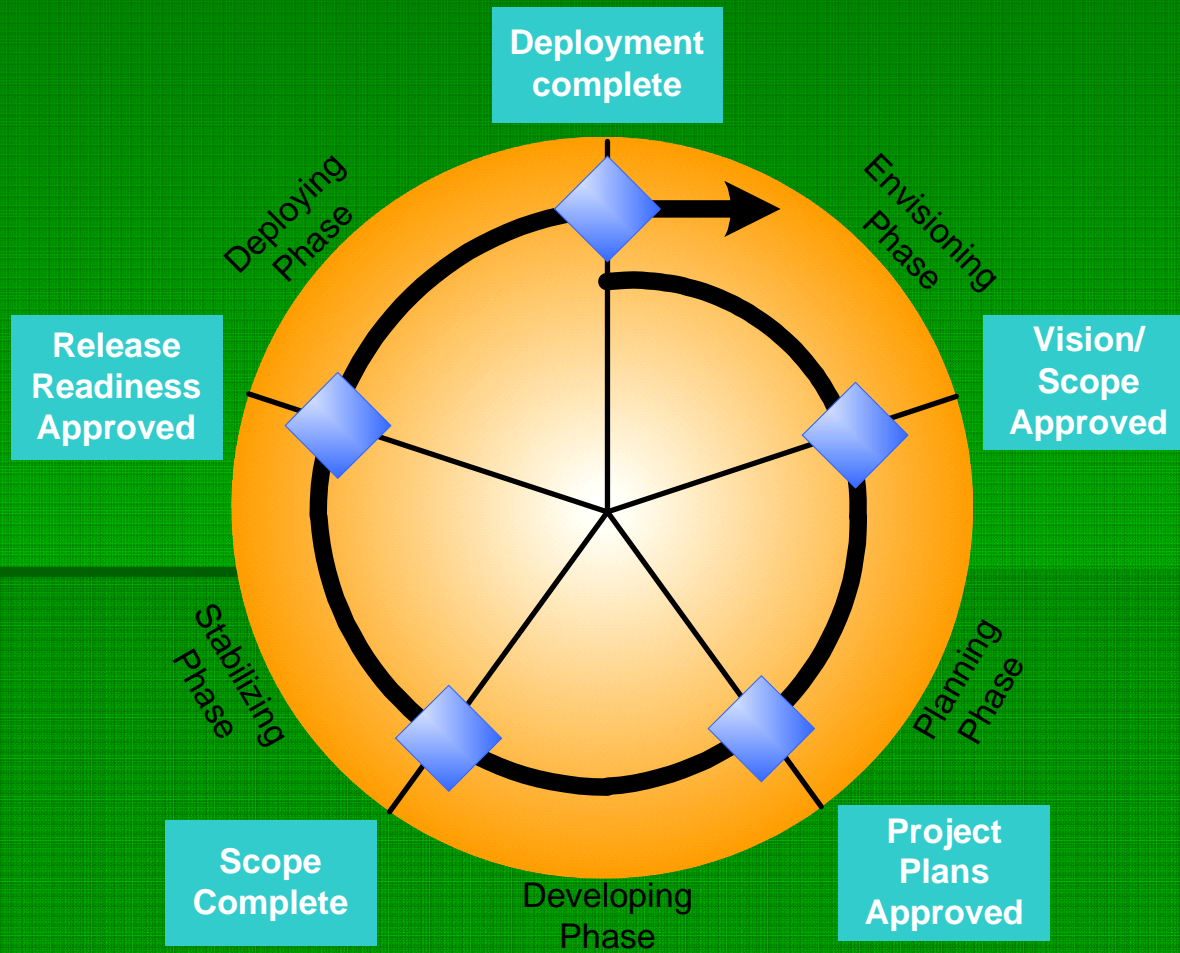 Deployment
complete
Deploying
Phase
Envisioning
Phase
Release
Readiness
Approved
Vision/
Scope
Approved
Stabilizing
Phase
Planning
Phase
Scope
Complete
Developing
Phase
Project
Plans
Approved